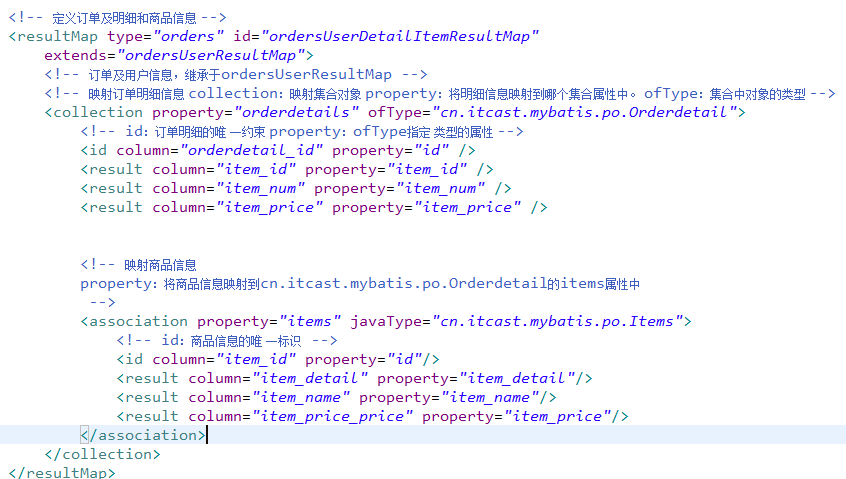 <!-- 定义订单及明细和商品信息 -->
<resultMap type="orders" id="ordersUserDetailItemResultMap"
extends="ordersUserResultMap">
<!-- 订单及用户信息，继承于ordersUserResultMap -->
<!-- 映射订单明细信息 collection：映射集合对象 property：将明细信息映射到哪个集合属性中。 ofType：集合中对象的类型 -->
<collection property="orderdetails" ofType="cn.itcast.mybatis.po.Orderdetail">
<!-- id：订单明细的唯 一约束 property：ofType指定 类型的属性 -->
<id column="orderdetail_id" property="id" />
<result column="item_id" property="item_id" />
<result column="item_num" property="item_num" />
<result column="item_price" property="item_price" />
<!-- 映射商品信息
property：将商品信息映射到cn.itcast.mybatis.po.Orderdetail的items属性中
-->
<association property="items" javaType="cn.itcast.mybatis.po.Items">
<!-- id：商品信息的唯 一标识 -->
<id column="item_id" property="id"/>
<result column="item_detail" property="item_detail"/>
<result column="item_name" property="item_name"/>
<result column="item_price_price" property="item_price"/>
</association>
</collection>
</resultMap>